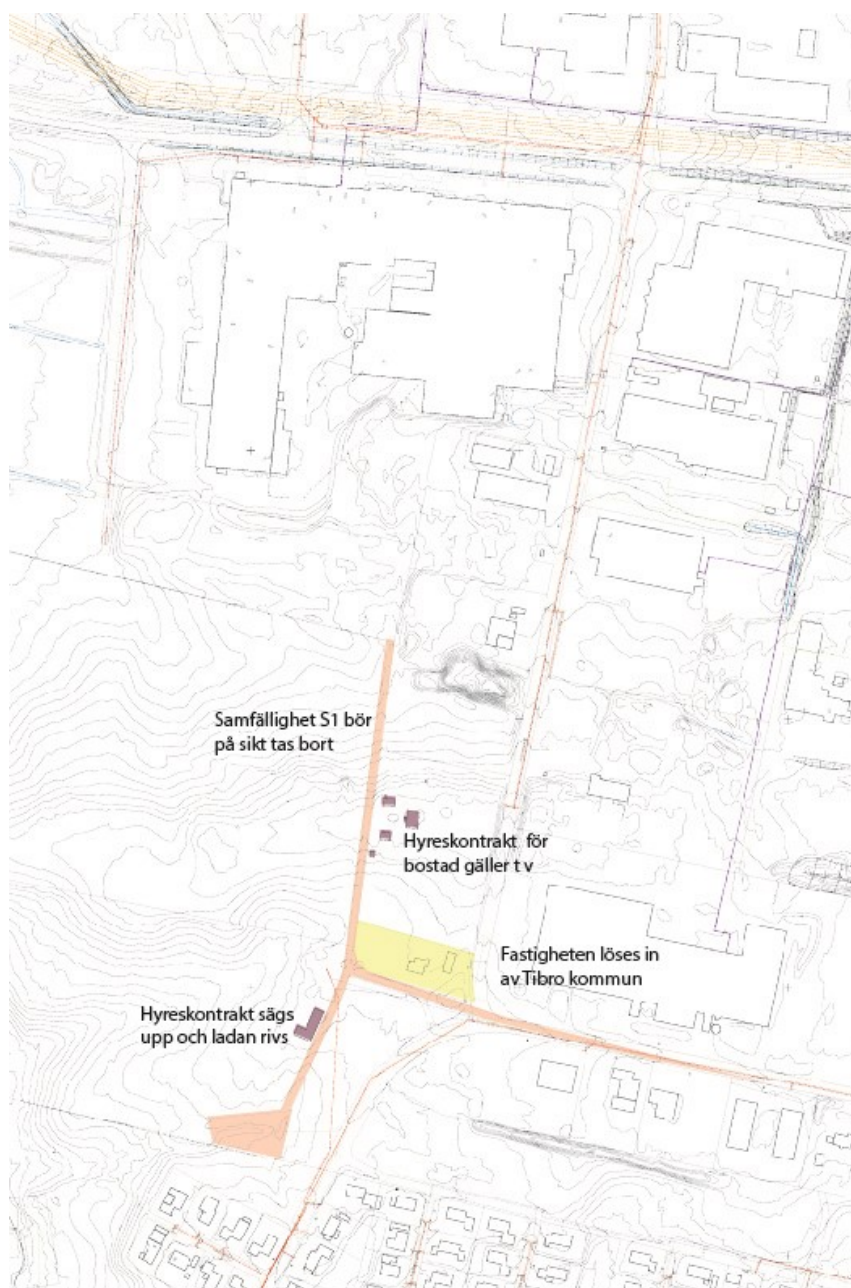 Samfällighet S1 bör
på sikt tas bort
Hyreskontrakt för
bostad gäller t v
Fastigheten löses in
av Tibro kommun
Hyreskontrakt sägs
upp och ladan rivs